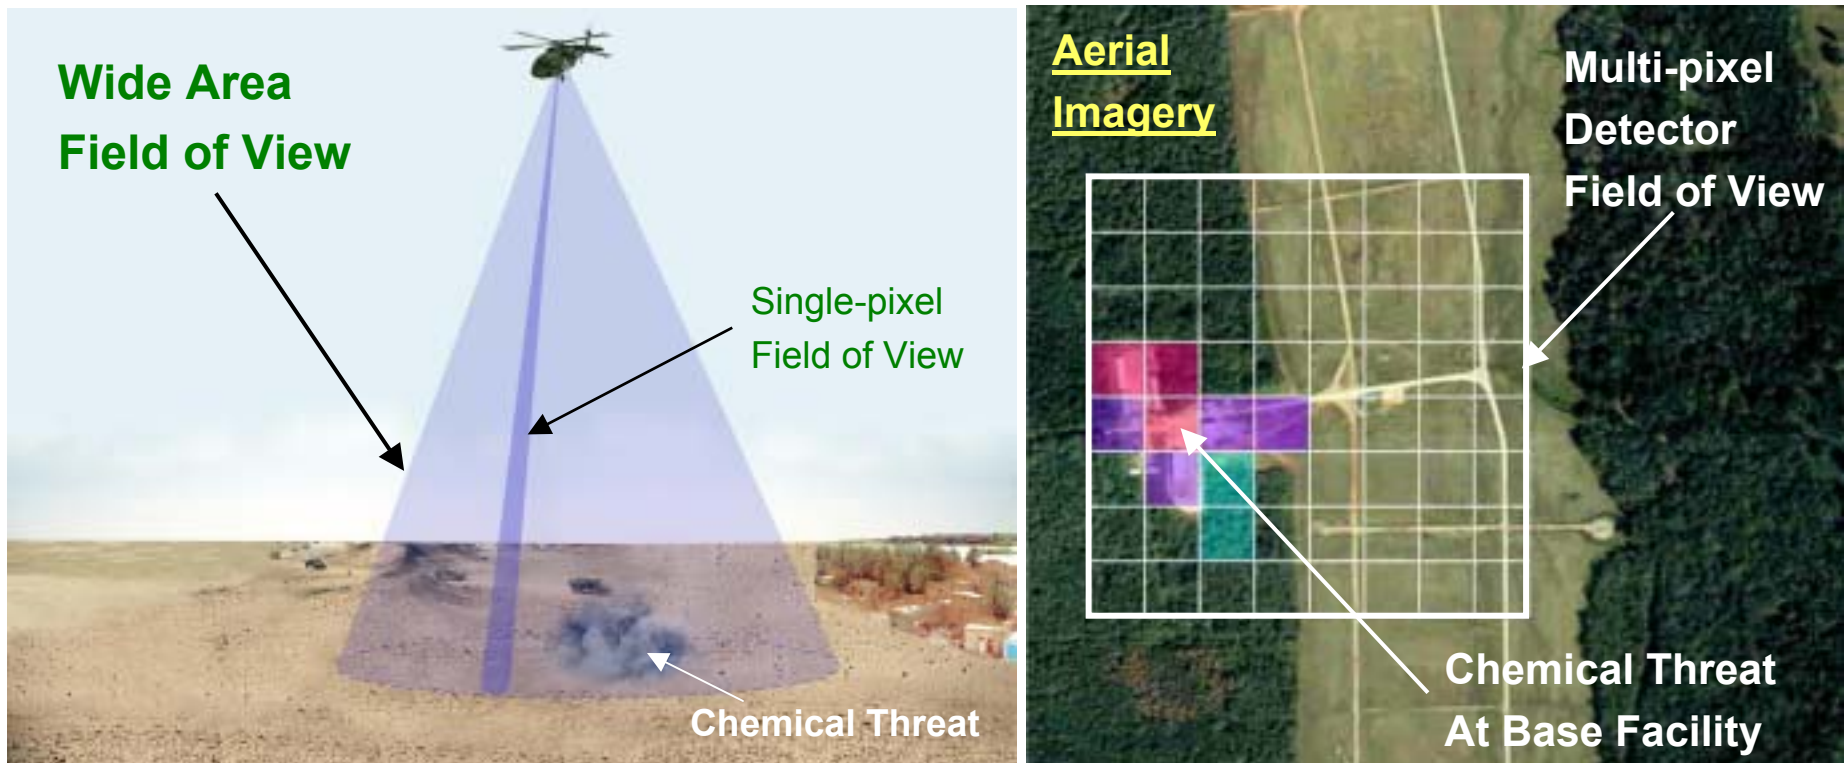 Wide Area
Field of View
Single-pixel
Field of View
Chemical Threat
Aerial
Imagery
Multi-pixel
Detector
Field of View
Chemical Threat
At Base Facility